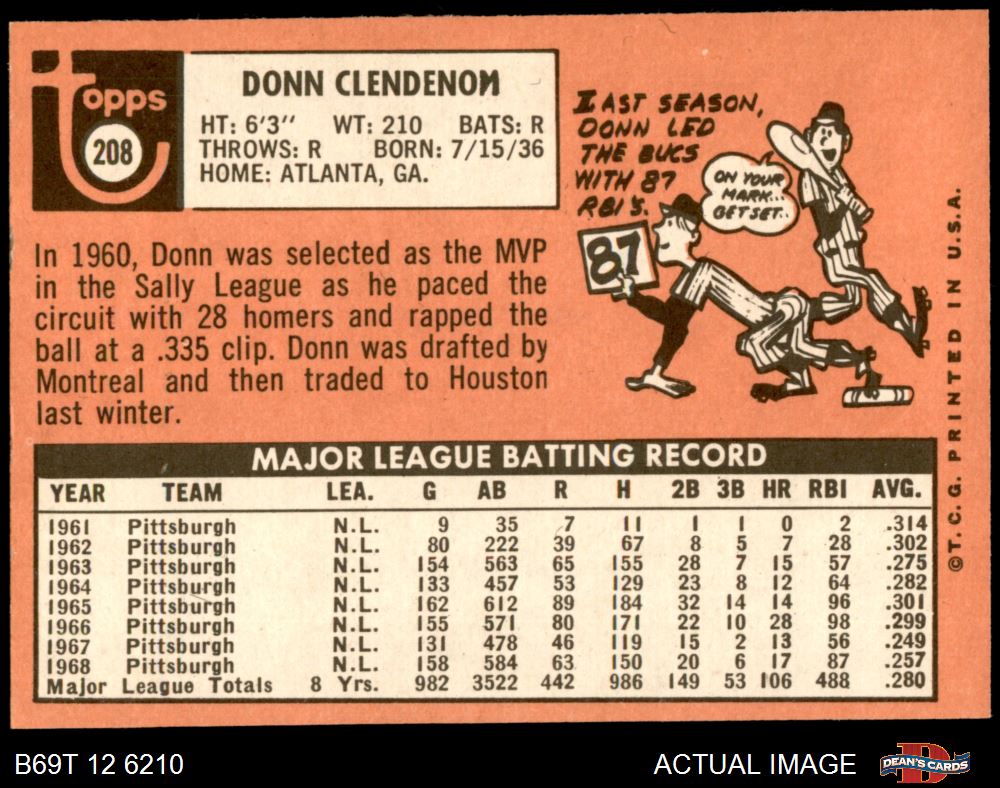 topps
208
DONN CLENDENON
HT: 6'3" WT: 210 BATS: R
THROWS: R BORN: 7/15/36
HOME: ATLANTA, GA.
LAST SEASON,
DONN LED
THE BUCS
WITH 87
RBI'S.
ON YOUR
MARK...
GET SET..
87
In 1960, Donn was selected as the MVP
in the Sally League as he paced the
circuit with 28 homers and rapped the
ball at a .335 clip. Donn was drafted by
Montreal and then traded to Houston
last winter.
MAJOR LEAGUE BATTING RECORD
YEAR TEAM LEA. G AB R H 2B 3B HR RBI AVG.
1961 Pittsburgh N.L. 9 35 7 11 1 1 0 2 .314
1962 Pittsburgh N.L. 80 222 39 67 8 5 7 28 .302
1963 Pittsburgh N.L. 154 563 65 155 28 7 15 57 .275
1964 Pittsburgh N.L. 133 457 53 129 23 8 12 64 .282
1965 Pittsburgh N.L. 162 612 89 184 32 14 14 96 .301
1966 Pittsburgh N.L. 155 571 80 171 22 10 28 98 .299
1967 Pittsburgh N.L. 131 478 46 119 15 2 13 56 .249
1968 Pittsburgh N.L. 158 584 63 150 20 6 17 87 .257
Major League Totals 8 Yrs. 982 3522 442 986 149 53 106 488 .280
© T. C. G. PRINTED IN U.S.A.
B69T 12 6210
ACTUAL IMAGE
DEAN'S CARDS